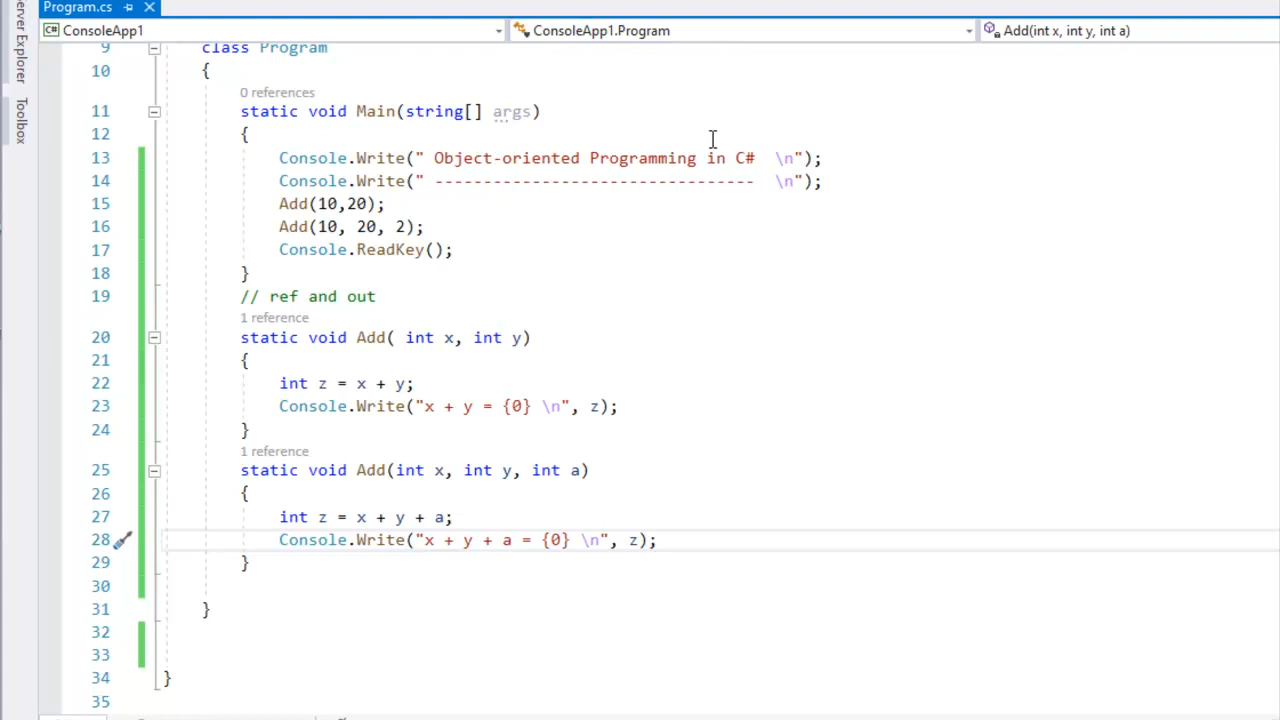 Program.cs
Server Explorer
Toolbox
C# ConsoleApp1
ConsoleApp1.Program
Add(int x, int y, int a)
9 class Program
10 {
0 references
11 static void Main(string[] args)
12 {
13 Console.Write(" Object-oriented Programming in C#  \n");
14 Console.Write(" ---------------------------------  \n");
15 Add(10,20);
16 Add(10, 20, 2);
17 Console.ReadKey();
18 }
19 // ref and out
1 reference
20 static void Add( int x, int y)
21 {
22 int z = x + y;
23 Console.Write("x + y = {0} \n", z);
24 }
1 reference
25 static void Add(int x, int y, int a)
26 {
27 int z = x + y + a;
28 Console.Write("x + y + a = {0} \n", z);
29 }
30
31 }
32
33
34 }
35